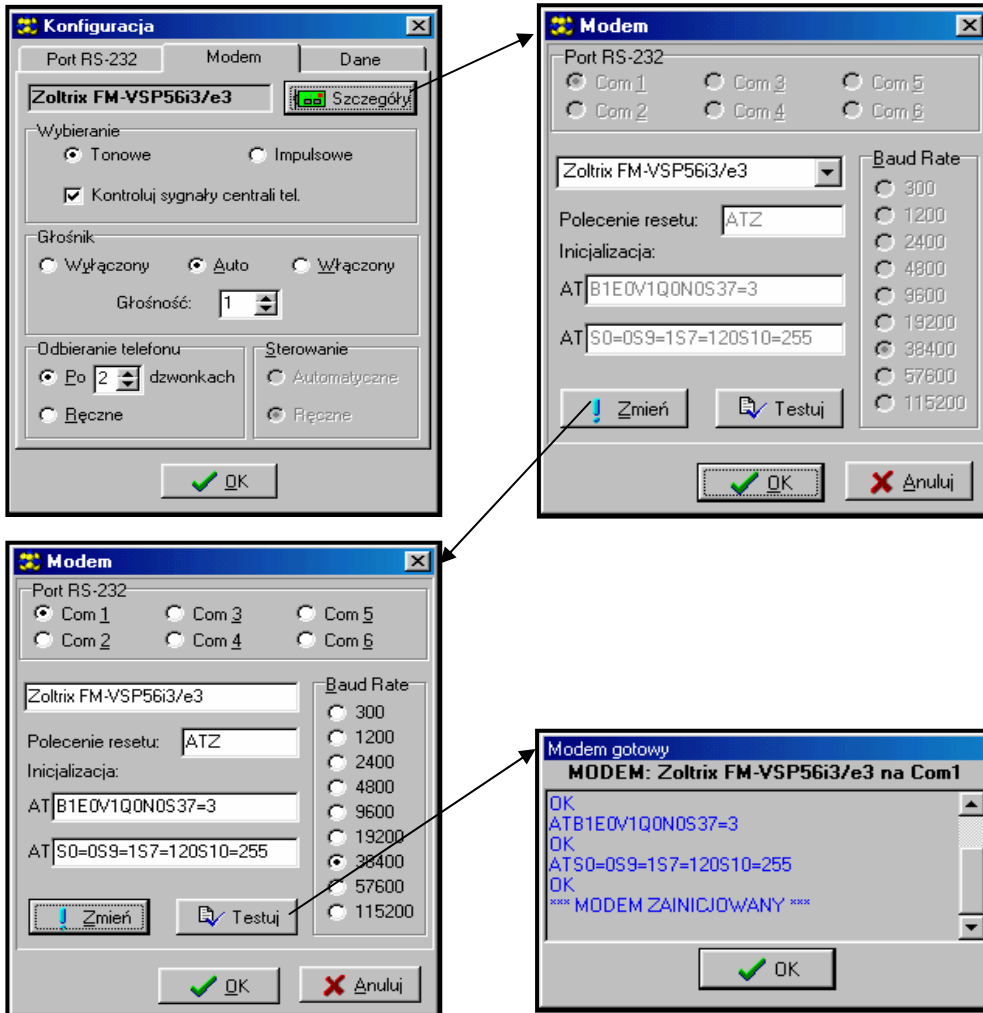 Konfiguracja
Port RS-232 Modem Dane
Zoltrix FM-VSP56i3/e3 Szczegóły
Wybieranie
Tonowe Impulsowe
Kontroluj sygnały centrali tel.
Głośnik
Wyłączony Auto Włączony
Głośność: 1
Odbieranie telefonu
Po 2 dzwonkach
Ręczne
Sterowanie
Automatyczne
Ręczne
OK
Modem
Port RS-232
Com 1 Com 3 Com 5
Com 2 Com 4 Com 6
Zoltrix FM-VSP56i3/e3
Polecenie resetu: ATZ
Inicjalizacja:
AT B1E0V1Q0N0S37=3
AT S0=0S9=1S7=120S10=255
Baud Rate
300
1200
2400
4800
9600
19200
38400
57600
115200
Zmień Testuj
OK Anuluj
Modem
Port RS-232
Com 1 Com 3 Com 5
Com 2 Com 4 Com 6
Zoltrix FM-VSP56i3/e3
Polecenie resetu: ATZ
Inicjalizacja:
AT B1E0V1Q0N0S37=3
AT S0=0S9=1S7=120S10=255
Baud Rate
300
1200
2400
4800
9600
19200
38400
57600
115200
Zmień Testuj
OK Anuluj
Modem gotowy
MODEM: Zoltrix FM-VSP56i3/e3 na Com1
OK
ATB1E0V1Q0N0S37=3
OK
ATS0=0S9=1S7=120S10=255
OK
*** MODEM ZAINICJOWANY ***
OK